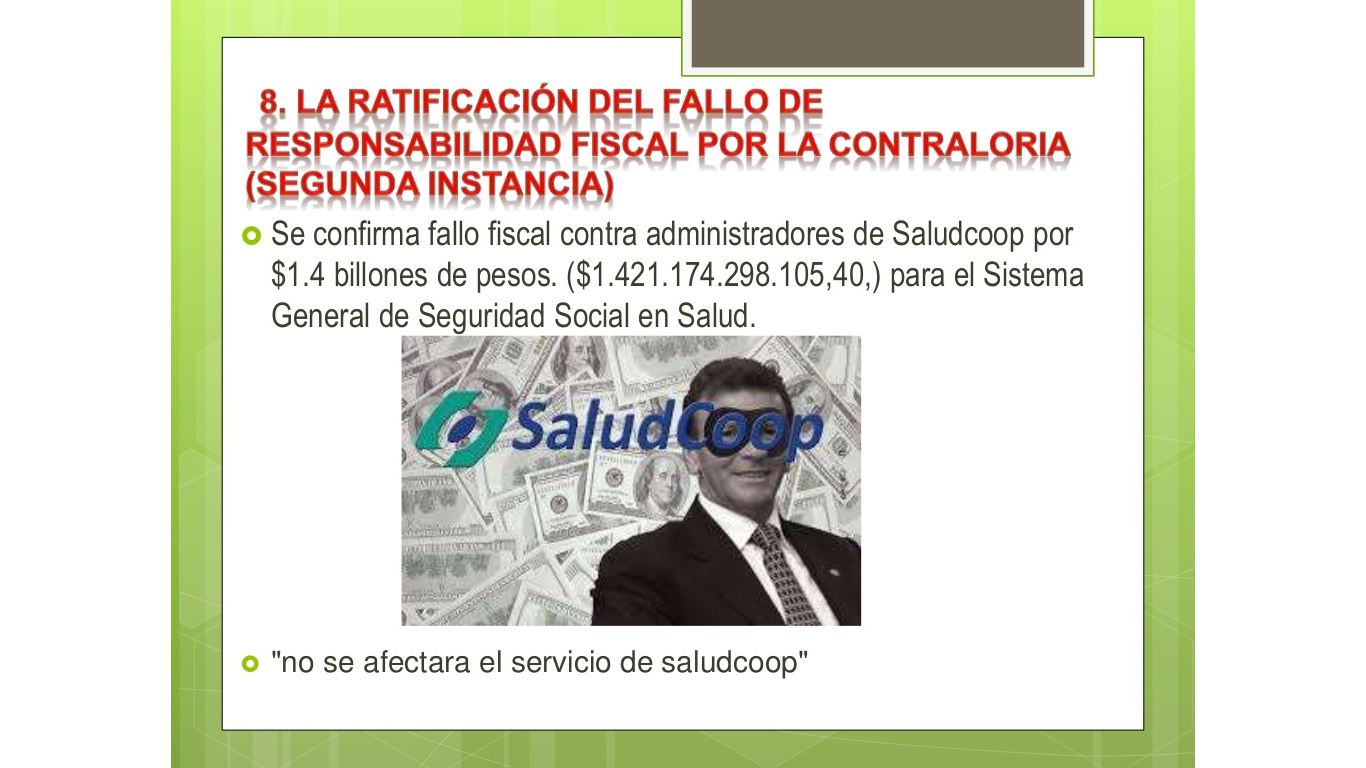 8. LA RATIFICACIÓN DEL FALLO DE
RESPONSABILIDAD FISCAL POR LA CONTRALORIA
(SEGUNDA INSTANCIA)
Se confirma fallo fiscal contra administradores de Saludcoop por
$1.4 billones de pesos. ($1.421.174.298.105,40,) para el Sistema
General de Seguridad Social en Salud.
SaludCoop
"no se afectara el servicio de saludcoop"